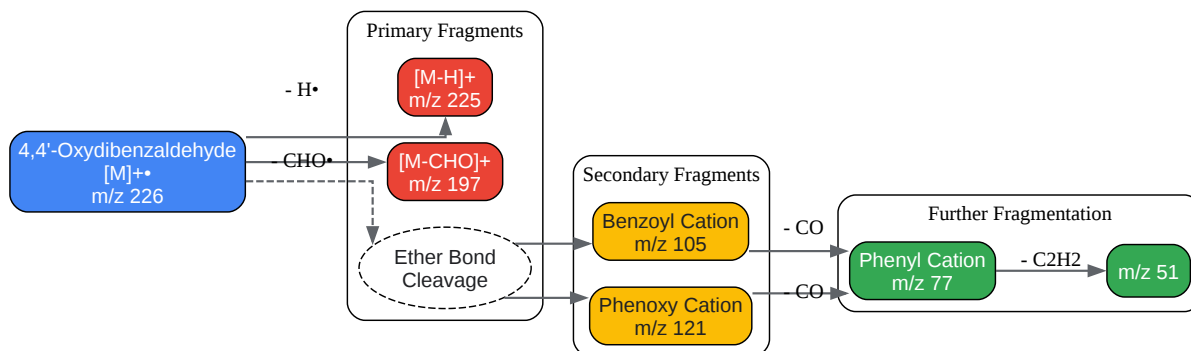 Primary Fragments
[M-H]+
m/z 225
- H•
4,4'-Oxydibenzaldehyde
[M]+•
m/z 226
- CHO•
[M-CHO]+
m/z 197
Ether Bond
Cleavage
Secondary Fragments
Benzoyl Cation
m/z 105
Phenoxy Cation
m/z 121
- CO
- CO
Further Fragmentation
Phenyl Cation
m/z 77
- C2H2
m/z 51